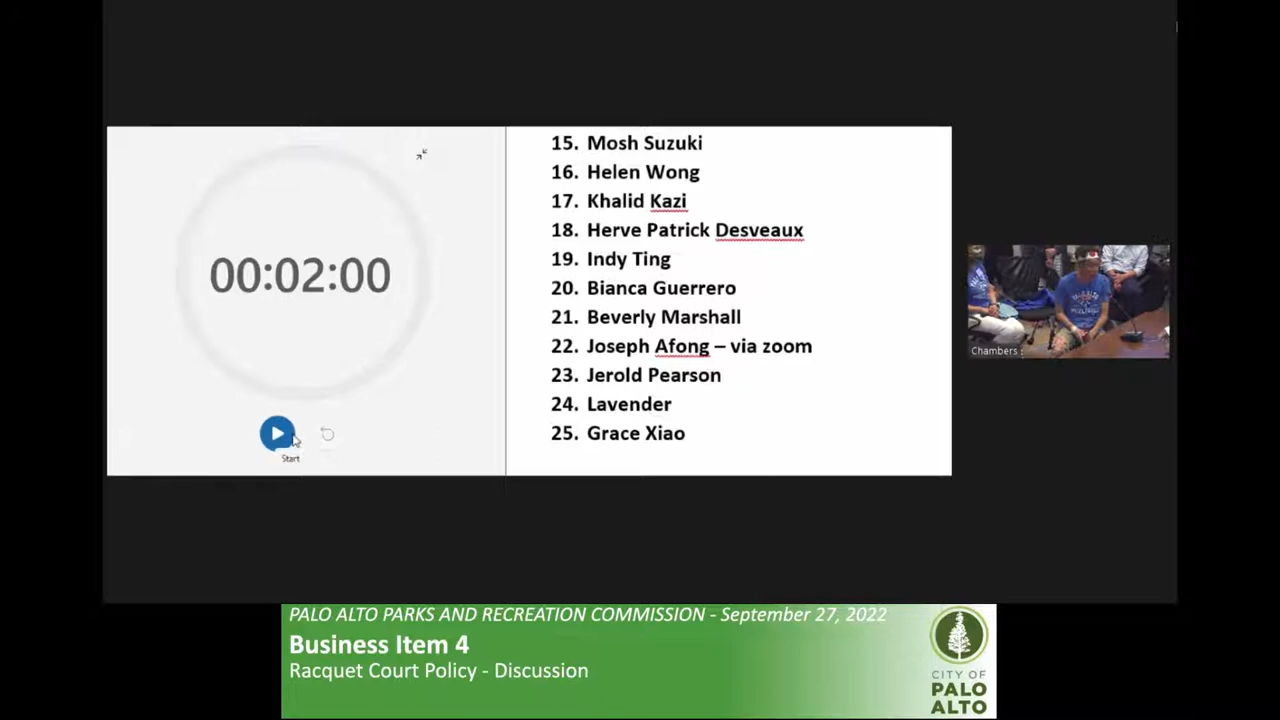 00:02:00
Start
15. Mosh Suzuki
16. Helen Wong
17. Khalid Kazi
18. Herve Patrick Desveaux
19. Indy Ting
20. Bianca Guerrero
21. Beverly Marshall
22. Joseph Afong – via zoom
23. Jerold Pearson
24. Lavender
25. Grace Xiao
Chambers
PALO ALTO PARKS AND RECREATION COMMISSION - September 27, 2022
Business Item 4
Racquet Court Policy - Discussion
CITY OF
PALO
ALTO